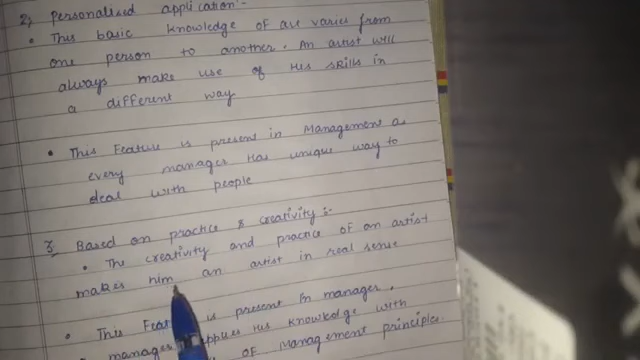 2) Personalised application:-
• This basic knowledge of art varies from
one person to another. An artist will
always make use of His skills in
a different way
• This Feature is present in Management as
every manager Has unique way to
deal with people
3 Based on practice & creativity :-
• The creativity and practice of an artist
makes him an artist in real sense
• This is present In manager.
manager His Knowledge with
of Management principles.